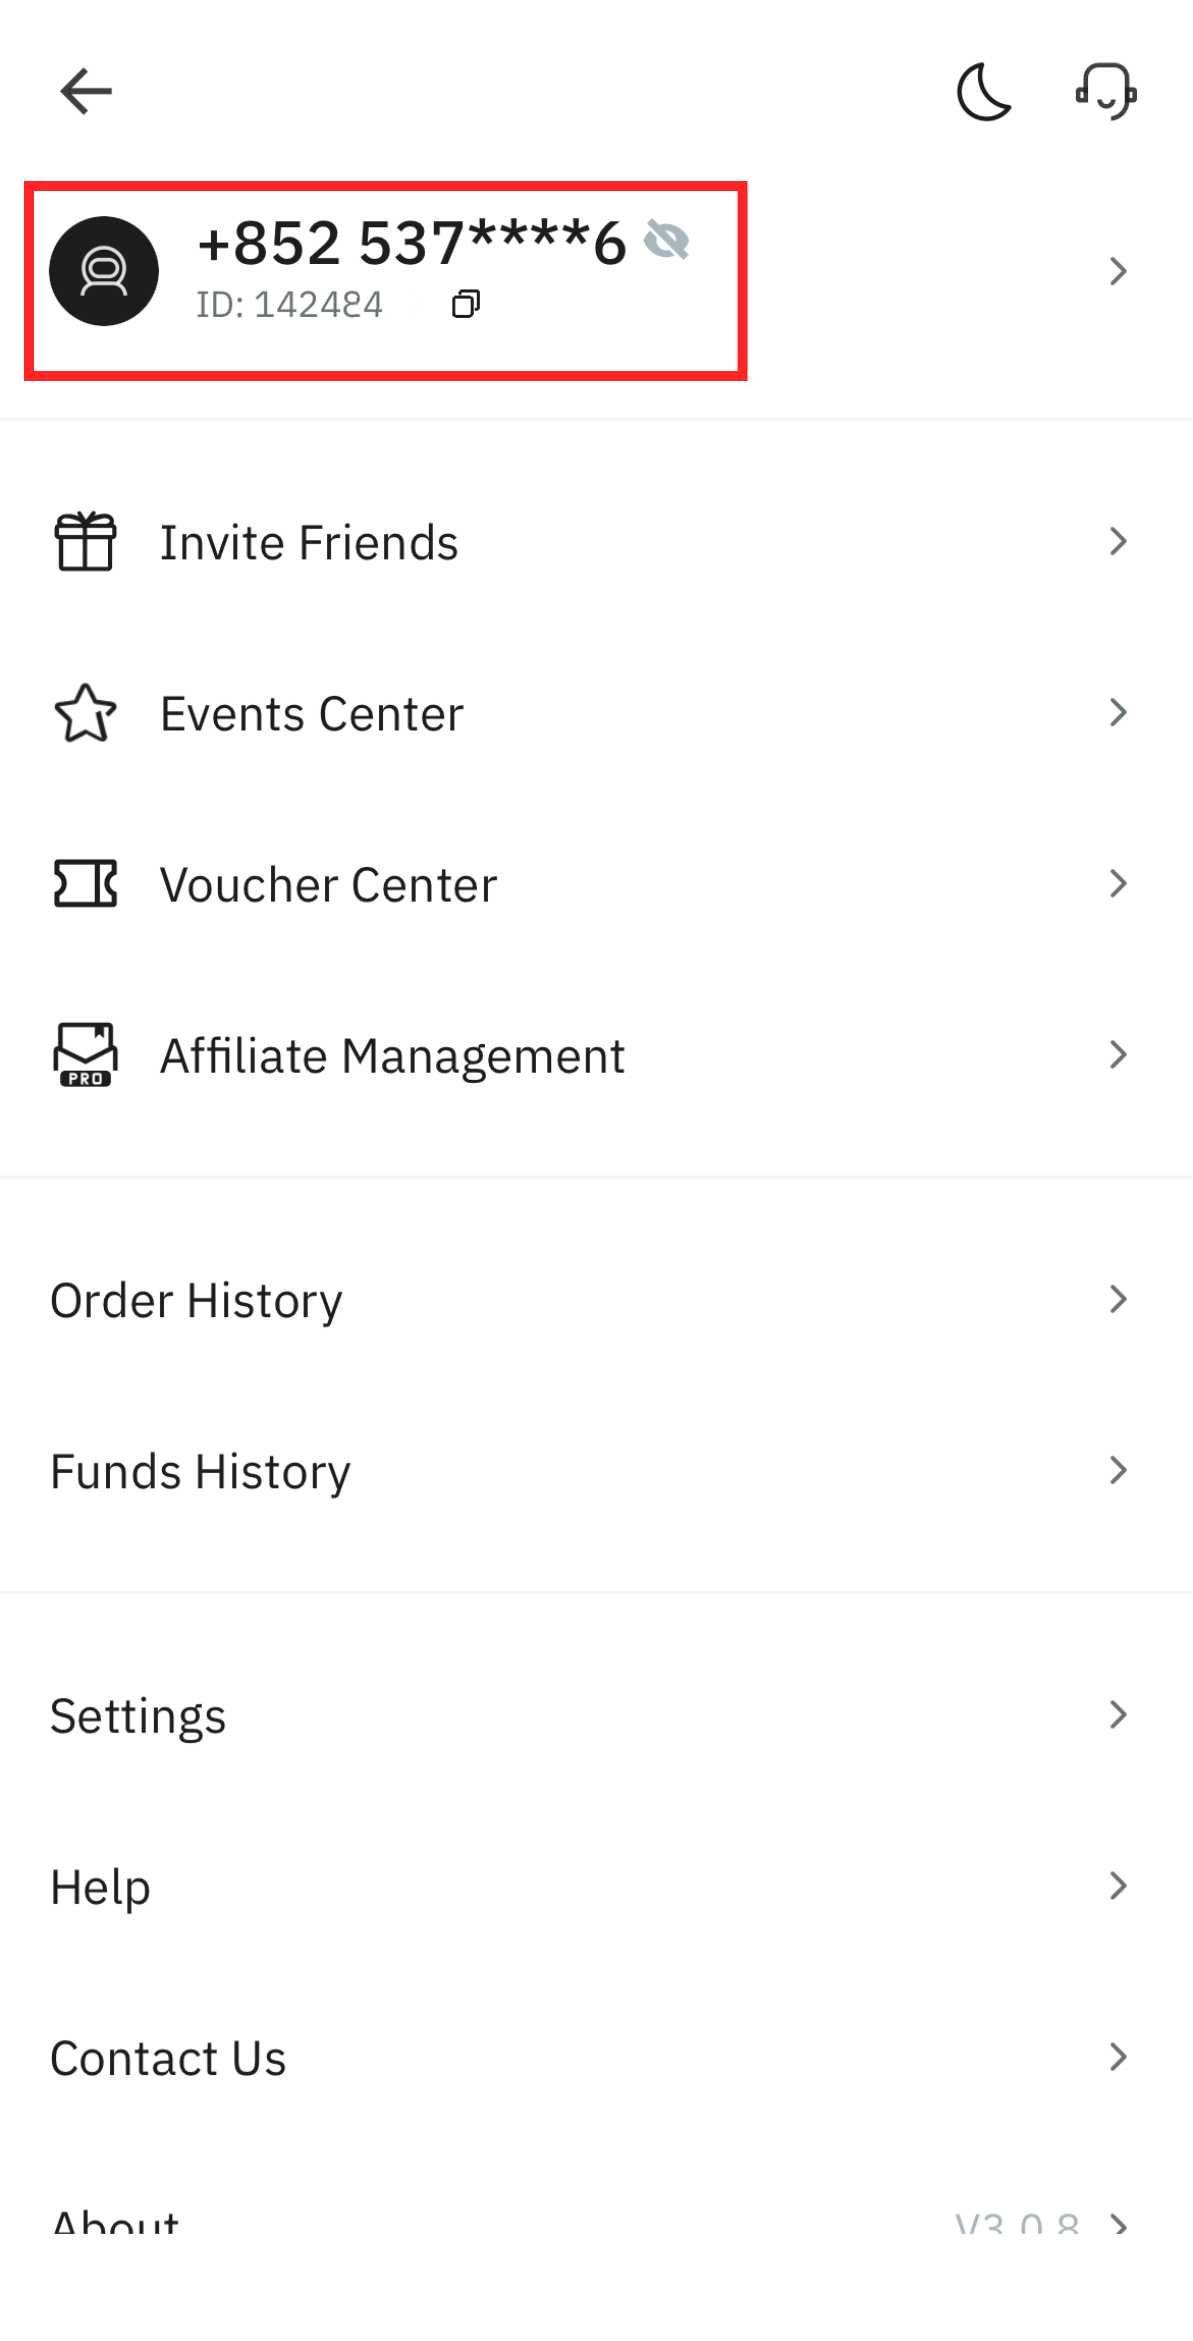 +852 537****6
ID: 142484
Invite Friends
Events Center
Voucher Center
PRO
Affiliate Management
Order History
Funds History
Settings
Help
Contact Us
About
V3.0.8